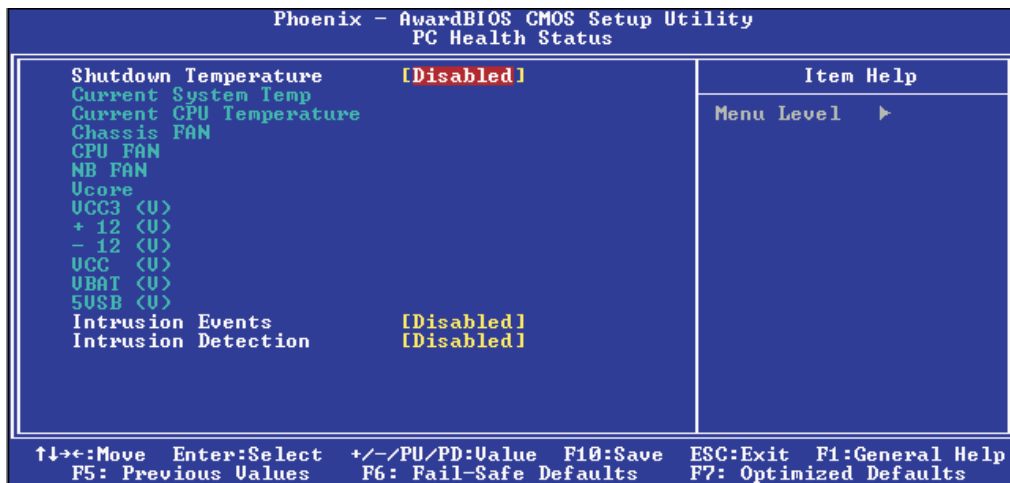 Phoenix - AwardBIOS CMOS Setup Utility
PC Health Status
Shutdown Temperature [Disabled]
Current System Temp
Current CPU Temperature
Chassis FAN
CPU FAN
NB FAN
Vcore
VCC3 (V)
+ 12 (V)
- 12 (V)
VCC (V)
VBAT (V)
5VSB (V)
Intrusion Events [Disabled]
Intrusion Detection [Disabled]
Item Help
Menu Level ▶
↑↓→←:Move Enter:Select +/-/PU/PD:Value F10:Save ESC:Exit F1:General Help
F5: Previous Values F6: Fail-Safe Defaults F7: Optimized Defaults